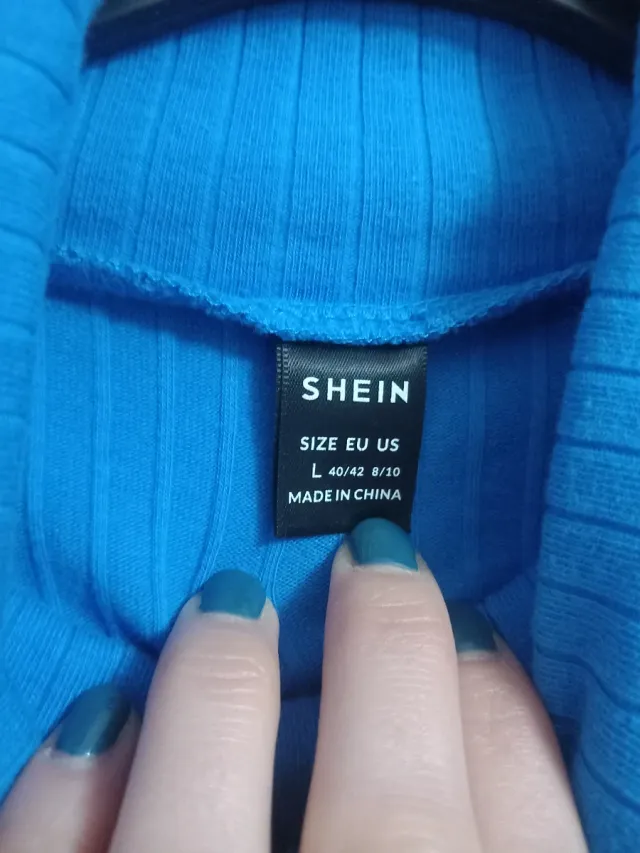 SHEIN
SIZE EU US
L 40/42 8/10
MADE IN CHINA